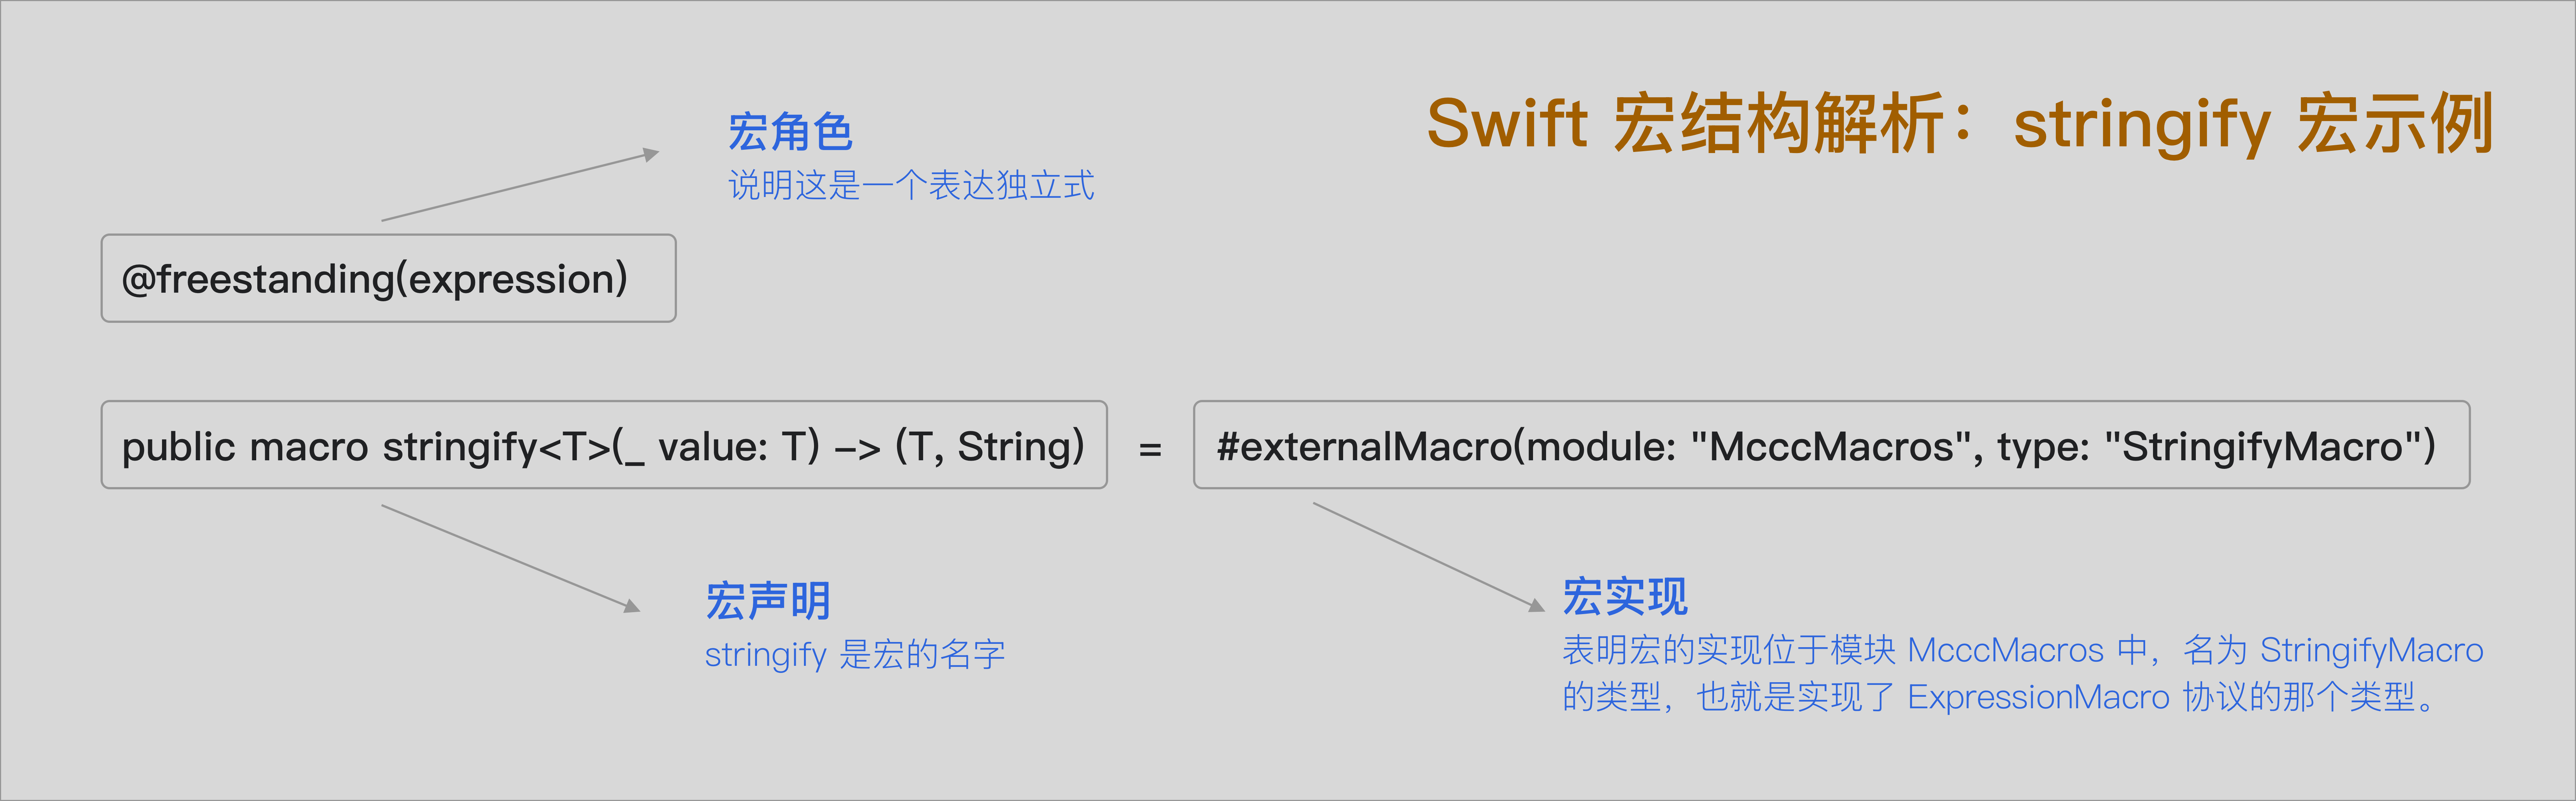 Swift 宏结构解析：stringify 宏示例
宏角色
说明这是一个表达独立式
@freestanding(expression)
public macro stringify<T>(_ value: T) –> (T, String)
=
#externalMacro(module: "McccMacros", type: "StringifyMacro")
宏声明
stringify 是宏的名字
宏实现
表明宏的实现位于模块 McccMacros 中，名为 StringifyMacro
的类型，也就是实现了 ExpressionMacro 协议的那个类型。